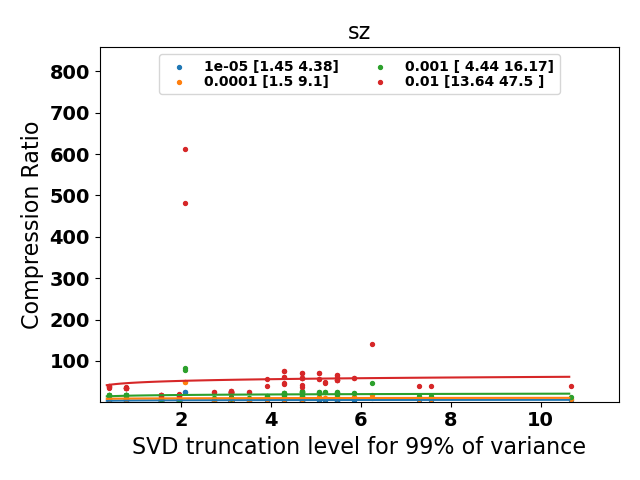 sz
1e-05 [1.45 4.38]
0.0001 [1.5 9.1]
0.001 [ 4.44 16.17]
0.01 [13.64 47.5 ]
Compression Ratio
800
700
600
500
400
300
200
100
2 4 6 8 10
SVD truncation level for 99% of variance